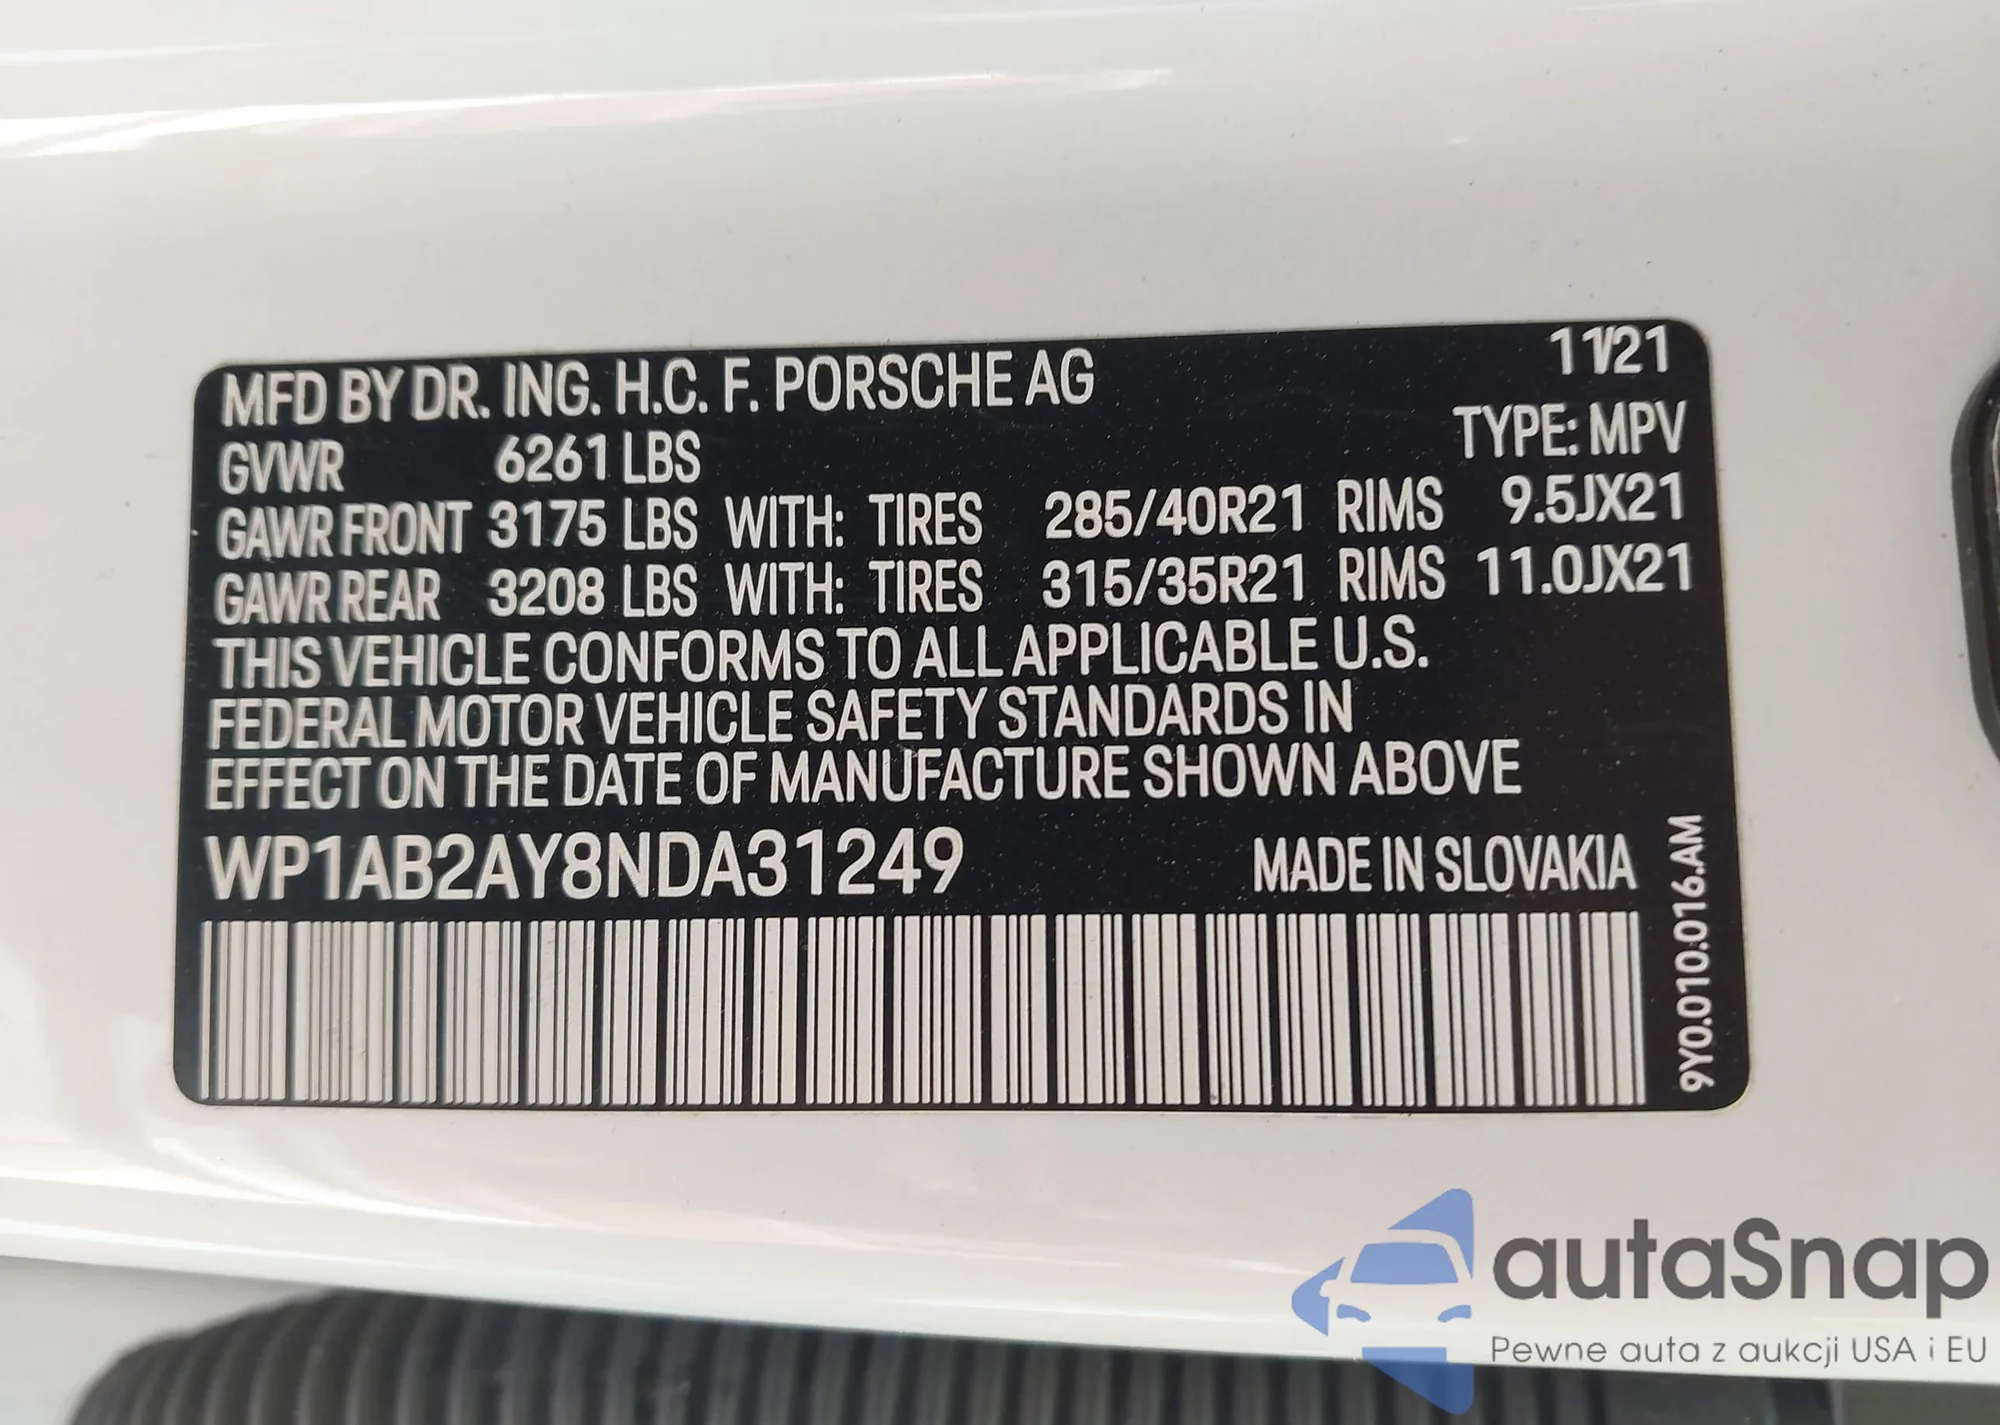 MFD BY DR. ING. H.C. F. PORSCHE AG 11/21
GVWR 6261 LBS TYPE: MPV
GAWR FRONT 3175 LBS WITH: TIRES 285/40R21 RIMS 9.5JX21
GAWR REAR 3208 LBS WITH: TIRES 315/35R21 RIMS 11.0JX21
THIS VEHICLE CONFORMS TO ALL APPLICABLE U.S.
FEDERAL MOTOR VEHICLE SAFETY STANDARDS IN
EFFECT ON THE DATE OF MANUFACTURE SHOWN ABOVE
WP1AB2AY8NDA31249 MADE IN SLOVAKIA
9Y0.010.016.AM
autaSnap
Pewne auta z aukcji USA i EU